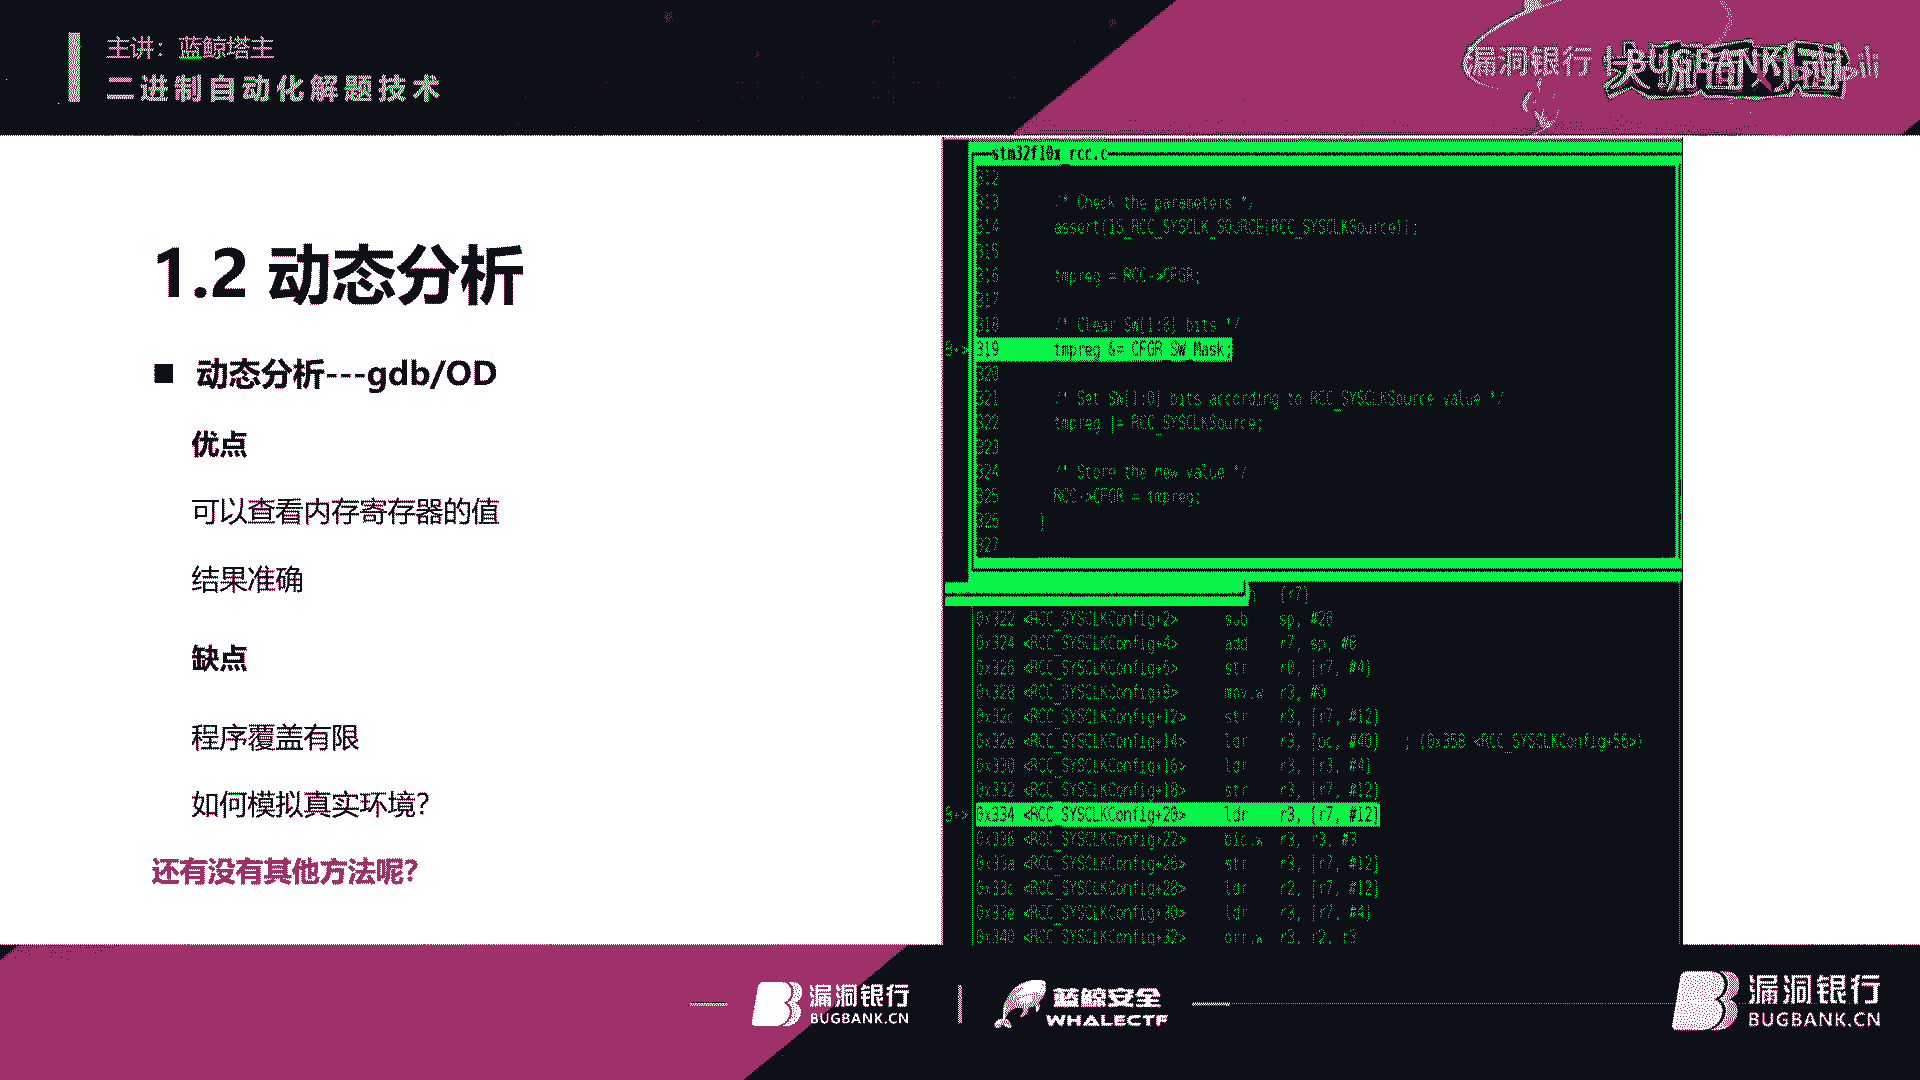 主讲：蓝鲸塔主
二进制自动化解题技术
漏洞银行
大咖面对面
1.2 动态分析
■ 动态分析---gdb/OD
优点
可以查看内存寄存器的值
结果准确
缺点
程序覆盖有限
如何模拟真实环境？
还有没有其他方法呢？
stm32f10x_rcc.c
312
313 /* Check the parameters */
314 assert(IS_RCC_SYSCLK_SOURCE(RCC_SYSCLKSource));
315
316 tmpreg = RCC->CFGR;
317
318 /* Clear SW[1:0] bits */
B+> 319 tmpreg &= CFGR_SW_Mask;
320
321 /* Set SW[1:0] bits according to RCC_SYSCLKSource value */
322 tmpreg |= RCC_SYSCLKSource;
323
324 /* Store the new value */
325 RCC->CFGR = tmpreg;
326 }
327
{r7}
0x322 <RCC_SYSCLKConfig+2> sub sp, #20
0x324 <RCC_SYSCLKConfig+4> add r7, sp, #0
0x326 <RCC_SYSCLKConfig+6> str r0, [r7, #4]
0x328 <RCC_SYSCLKConfig+8> mov.w r3, #0
0x32c <RCC_SYSCLKConfig+12> str r3, [r7, #12]
0x32e <RCC_SYSCLKConfig+14> ldr r3, [pc, #40] ; (0x358 <RCC_SYSCLKConfig+56>)
0x330 <RCC_SYSCLKConfig+16> ldr r3, [r3, #4]
0x332 <RCC_SYSCLKConfig+18> str r3, [r7, #12]
B+> 0x334 <RCC_SYSCLKConfig+20> ldr r3, [r7, #12]
0x336 <RCC_SYSCLKConfig+22> bic.w r3, r3, #3
0x33a <RCC_SYSCLKConfig+26> str r3, [r7, #12]
0x33c <RCC_SYSCLKConfig+28> ldr r2, [r7, #12]
0x33e <RCC_SYSCLKConfig+30> ldr r3, [r7, #4]
0x340 <RCC_SYSCLKConfig+32> orr.w r3, r2, r3
漏洞银行
BUGBANK.CN
蓝鲸安全
WHALECTF
漏洞银行
BUGBANK.CN